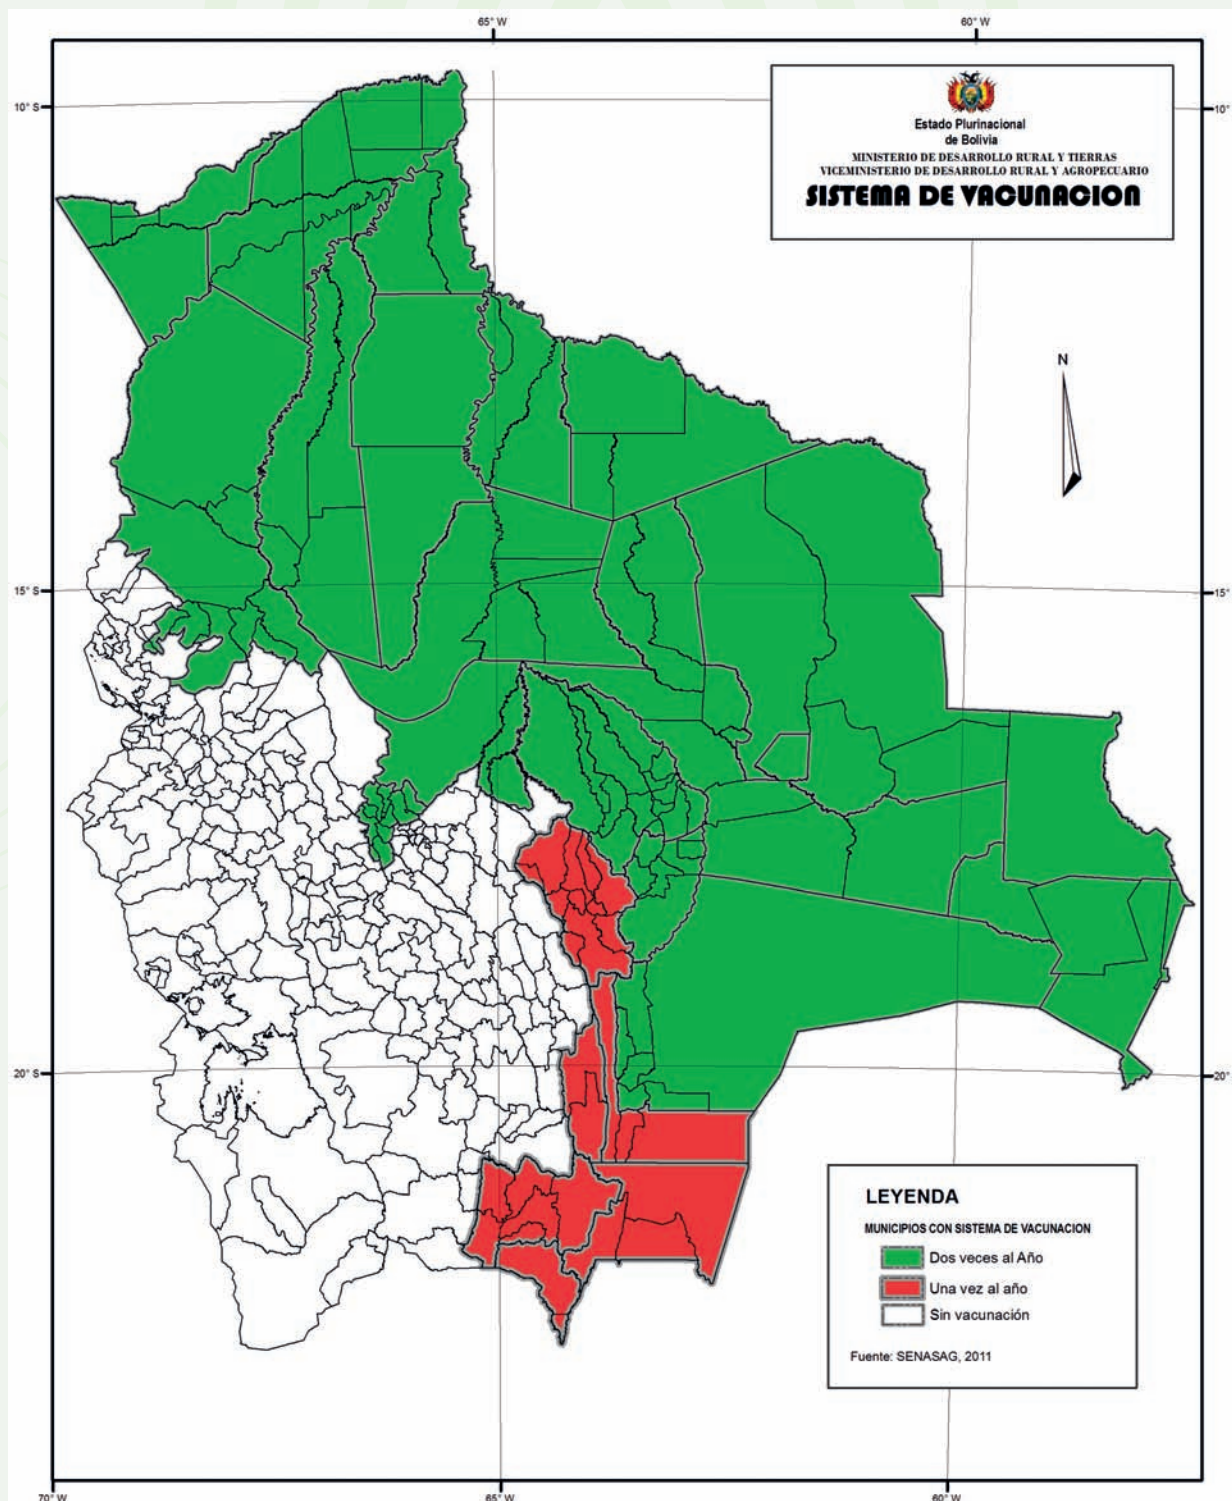 65° W
60° W
10° S
10°
Estado Plurinacional
de Bolivia
MINISTERIO DE DESARROLLO RURAL Y TIERRAS
VICEMINISTERIO DE DESARROLLO RURAL Y AGROPECUARIO
SISTEMA DE VACUNACION
N
15° S
15°
20° S
20°
LEYENDA
MUNICIPIOS CON SISTEMA DE VACUNACION
Dos veces al Año
Una vez al año
Sin vacunación
Fuente: SENASAG, 2011
70° W
65° W
60° W